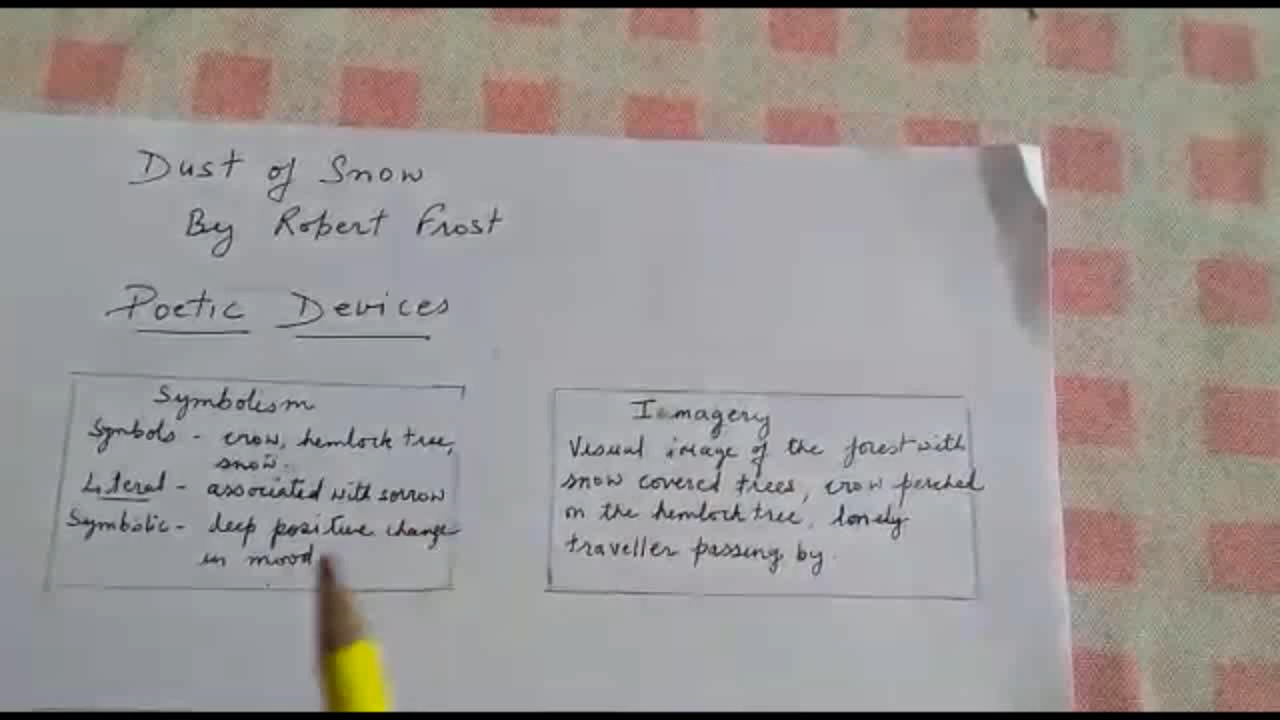 Dust of Snow
By Robert Frost
Poetic Devices
Symbolism
Symbols - crow, hemlock tree,
snow.
Literal - associated with sorrow
Symbolic - deep positive change
in mood
Imagery
Visual image of the forest with
snow covered trees, crow perched
on the hemlock tree, lonely
traveller passing by.